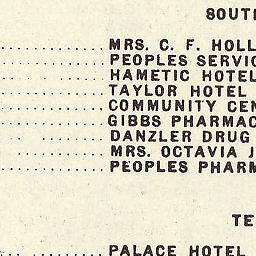 SOUT
MRS. C. F. HOLL
PEOPLES SERVIC
HAMETIC HOTEL
TAYLOR HOTEL
COMMUNITY CEN
GIBBS PHARMAC
DANZLER DRUG
MRS. OCTAVIA J
PEOPLES PHARM
TE
PALACE HOTEL